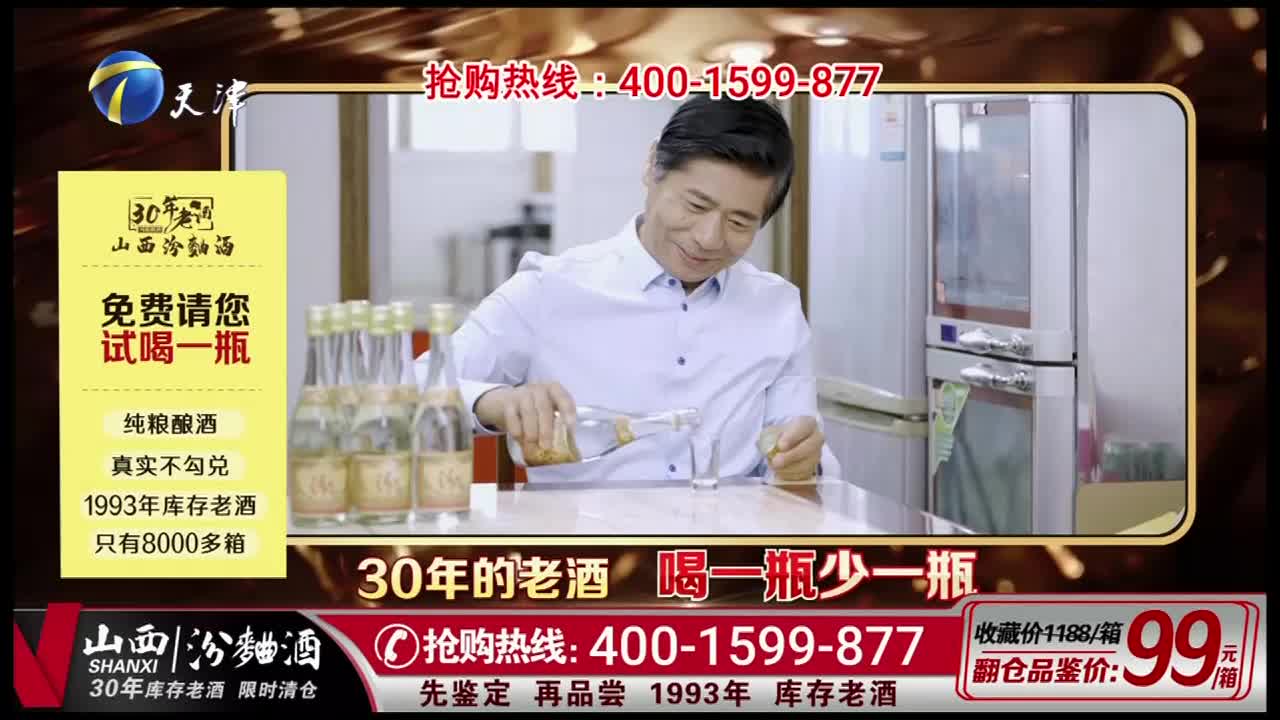 抢购热线：400-1599-877
天津
30年老酒
山西汾麯酒
免费请您
试喝一瓶
纯粮酿酒
真实不勾兑
1993年库存老酒
只有8000多箱
30年的老酒 喝一瓶少一瓶
山西
SHANXI
汾麯酒
30年库存老酒 限时清仓
抢购热线: 400-1599-877
先鉴定 再品尝 1993年 库存老酒
收藏价1188/箱
翻仓品鉴价:99元/箱